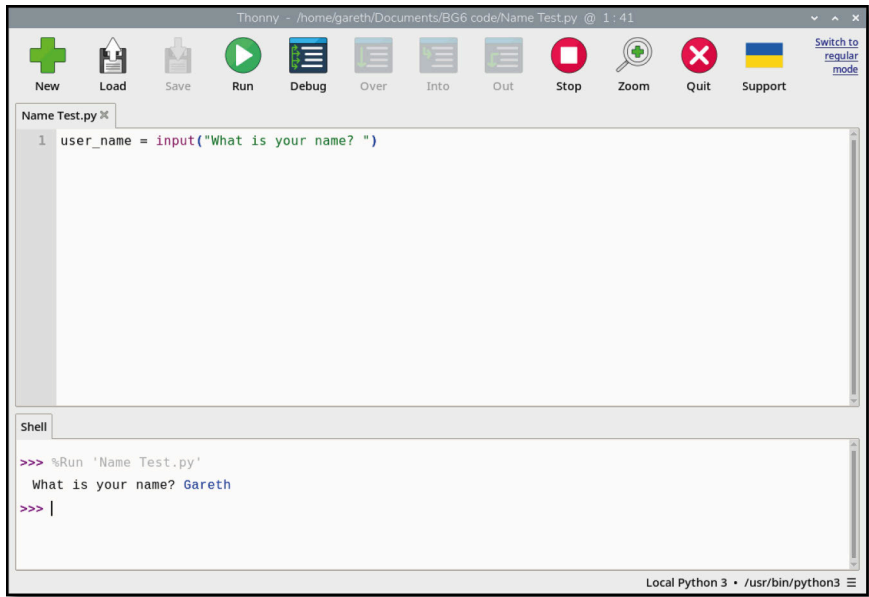 Thonny - /home/gareth/Documents/BG6 code/Name Test.py @ 1:41
New Load Save Run Debug Over Into Out Stop Zoom Quit Support
Switch to
regular
mode
Name Test.py
1 user_name = input("What is your name? ")
Shell
>>> %Run 'Name Test.py'
What is your name? Gareth
>>>
Local Python 3 • /usr/bin/python3 ☰